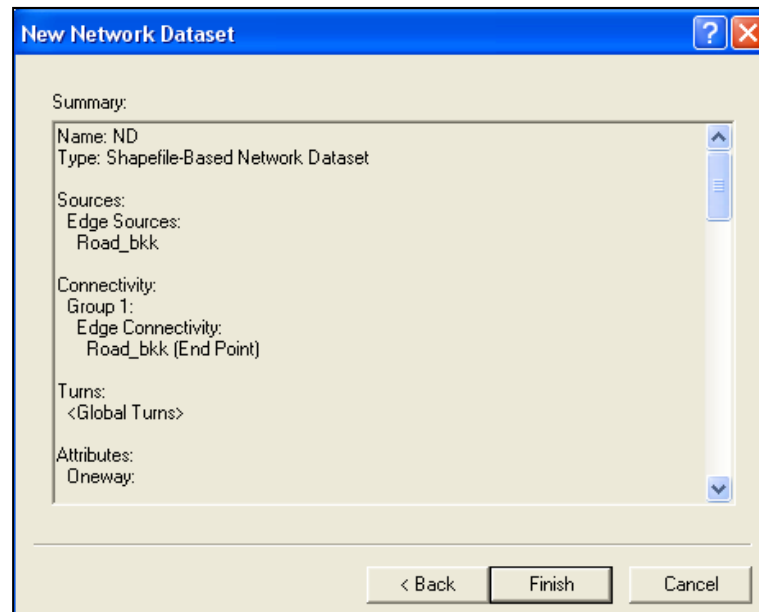 New Network Dataset
Summary:
Name: ND
Type: Shapefile-Based Network Dataset
Sources:
Edge Sources:
Road_bkk
Connectivity:
Group 1:
Edge Connectivity:
Road_bkk (End Point)
Turns:
<Global Turns>
Attributes:
Oneway:
< Back
Finish
Cancel